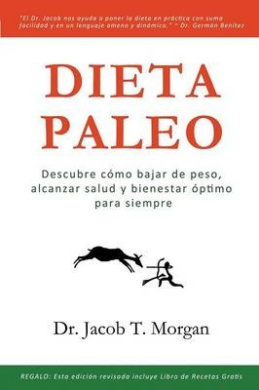 "El Dr. Jacob nos ayuda a poner la dieta en práctica con suma
facilidad y en un lenguaje ameno y dinámico." ~ Dr. Germán Benítez
DIETA
PALEO
Descubre cómo bajar de peso,
alcanzar salud y bienestar óptimo
para siempre
Dr. Jacob T. Morgan
REGALO: Esta edición revisada incluye Libro de Recetas Gratis